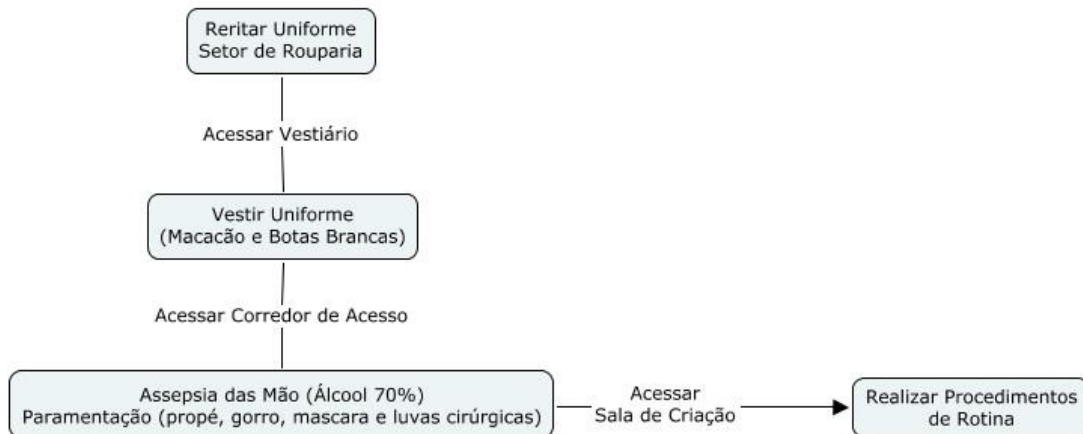 Reritar Uniforme
Setor de Rouparia
Acessar Vestiário
Vestir Uniforme
(Macacão e Botas Brancas)
Acessar Corredor de Acesso
Assepsia das Mão (Álcool 70%)
Paramentação (propé, gorro, mascara e luvas cirúrgicas)
Acessar
Sala de Criação
Realizar Procedimentos
de Rotina